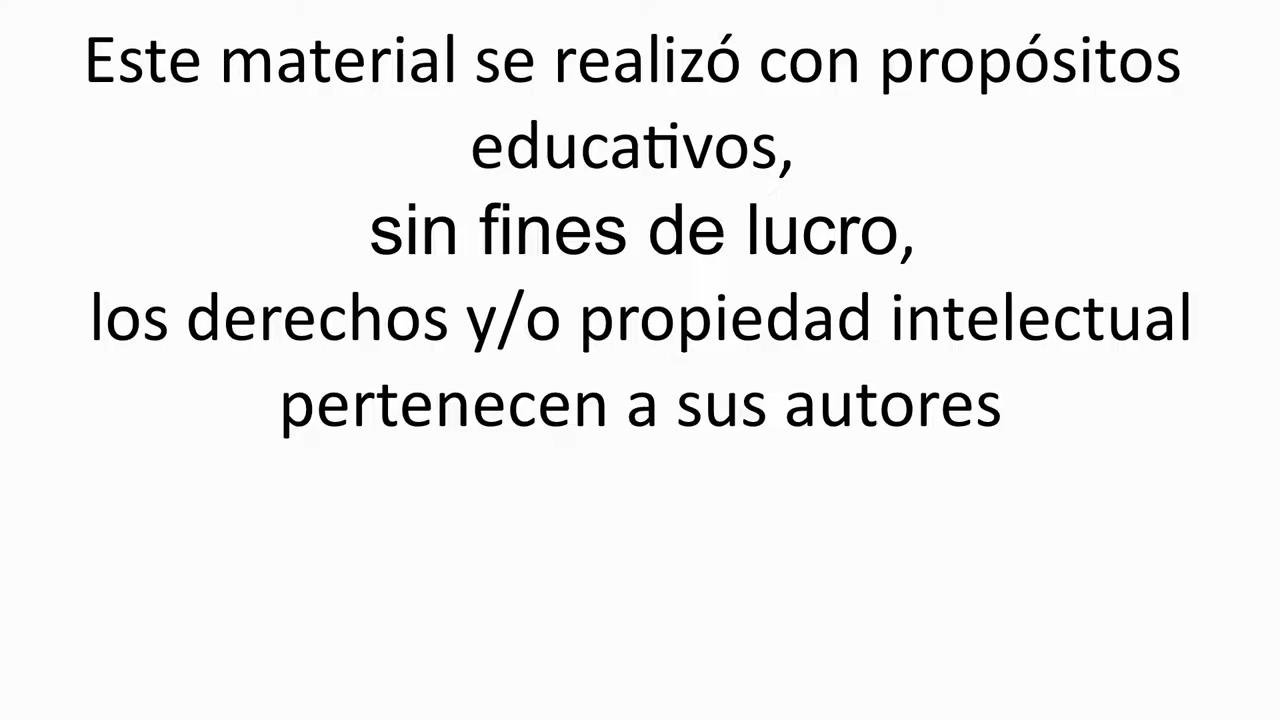 Este material se realizó con propósitos
educativos,
sin fines de lucro,
los derechos y/o propiedad intelectual
pertenecen a sus autores